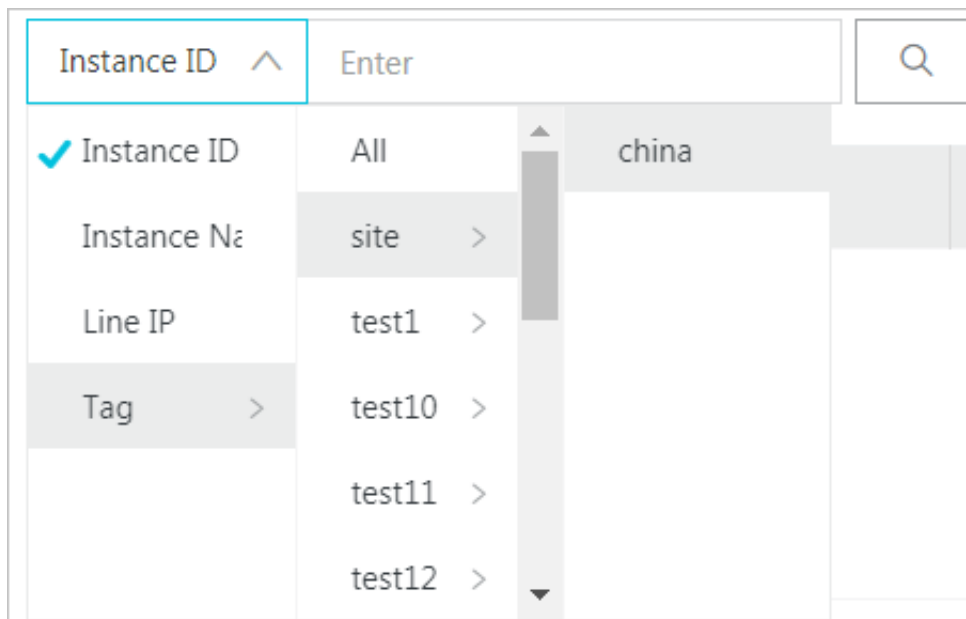 Instance ID
Enter
Instance ID
Instance Na
Line IP
Tag
All
site
test1
test10
test11
test12
china